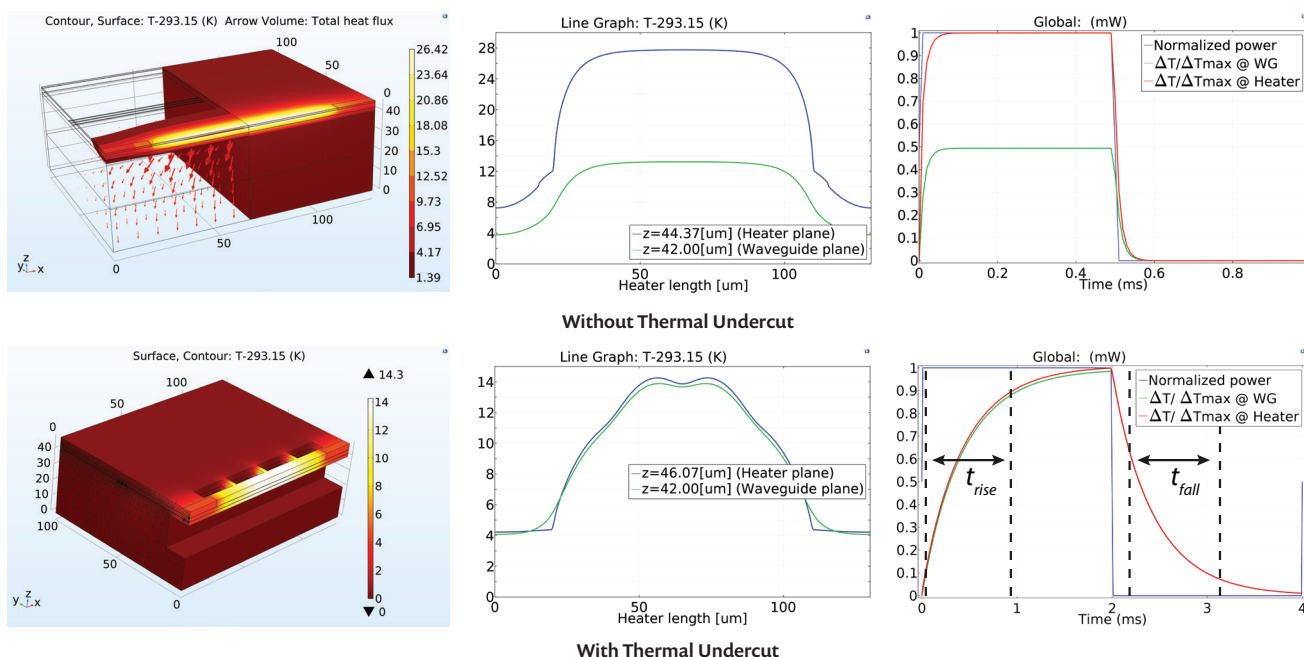 Contour, Surface: T-293.15 (K) Arrow Volume: Total heat flux
100
50
0
40
30
20
10
0
100
50
0
y z x
26.42
23.64
20.86
18.08
15.3
12.52
9.73
6.95
4.17
1.39
Line Graph: T-293.15 (K)
28
24
20
16
12
8
4
0
0 50 100
Heater length [um]
z=44.37[um] (Heater plane)
z=42.00[um] (Waveguide plane)
Global: (mW)
1
0.9
0.8
0.7
0.6
0.5
0.4
0.3
0.2
0.1
0
0 0.2 0.4 0.6 0.8
Time (ms)
Normalized power
ΔT/ΔTmax @ WG
ΔT/ΔTmax @ Heater
Without Thermal Undercut
Surface, Contour: T-293.15 (K)
100
50
0
40
30
20
10
0
100
50
0
y z x
▲ 14.3
14
12
10
8
6
4
2
0
▼ 0
Line Graph: T-293.15 (K)
14
12
10
8
6
4
2
0
0 50 100
Heater length [um]
z=46.07[um] (Heater plane)
z=42.00[um] (Waveguide plane)
Global: (mW)
1
0.9
0.8
0.7
0.6
0.5
0.4
0.3
0.2
0.1
0
0 1 2 3 4
Time (ms)
Normalized power
ΔT/ ΔTmax @ WG
ΔT/ ΔTmax @ Heater
t rise
t fall
With Thermal Undercut